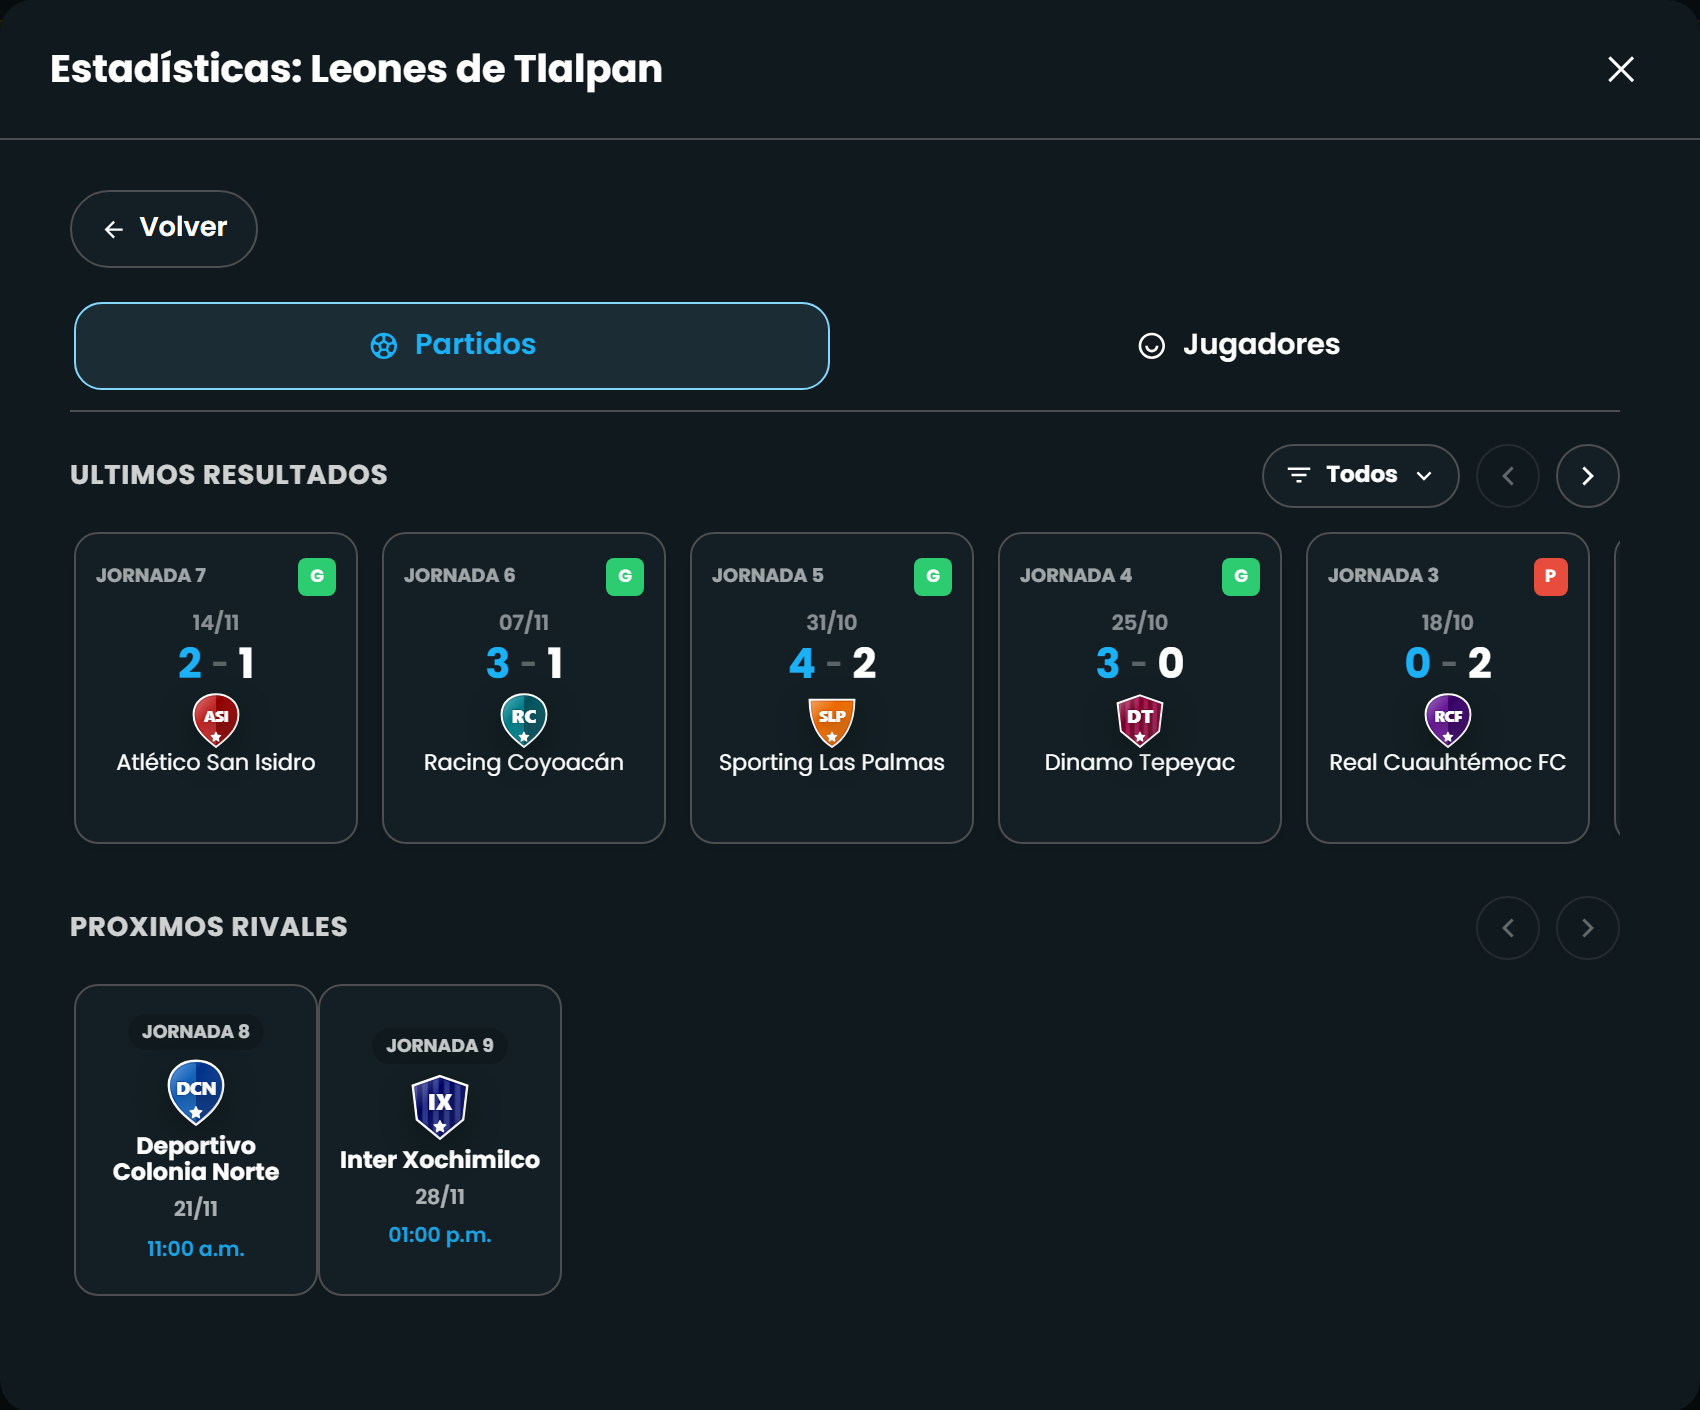 Estadísticas: Leones de Tlalpan
Volver
Partidos
Jugadores
ULTIMOS RESULTADOS
Todos
JORNADA 7
G
14/11
2 - 1
ASI
Atlético San Isidro
JORNADA 6
G
07/11
3 - 1
RC
Racing Coyoacán
JORNADA 5
G
31/10
4 - 2
SLP
Sporting Las Palmas
JORNADA 4
G
25/10
3 - 0
DT
Dinamo Tepeyac
JORNADA 3
P
18/10
0 - 2
RCF
Real Cuauhtémoc FC
PROXIMOS RIVALES
JORNADA 8
DCN
Deportivo
Colonia Norte
21/11
11:00 a.m.
JORNADA 9
IX
Inter Xochimilco
28/11
01:00 p.m.